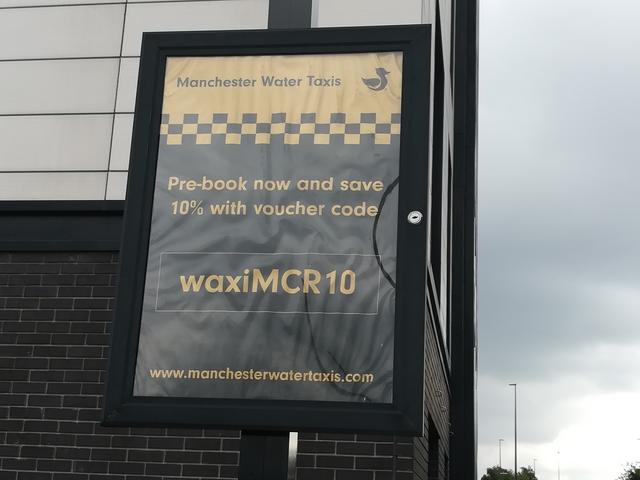 Manchester Water Taxis
Pre-book now and save
10% with voucher code
waxiMCR10
www.manchesterwatertaxis.com